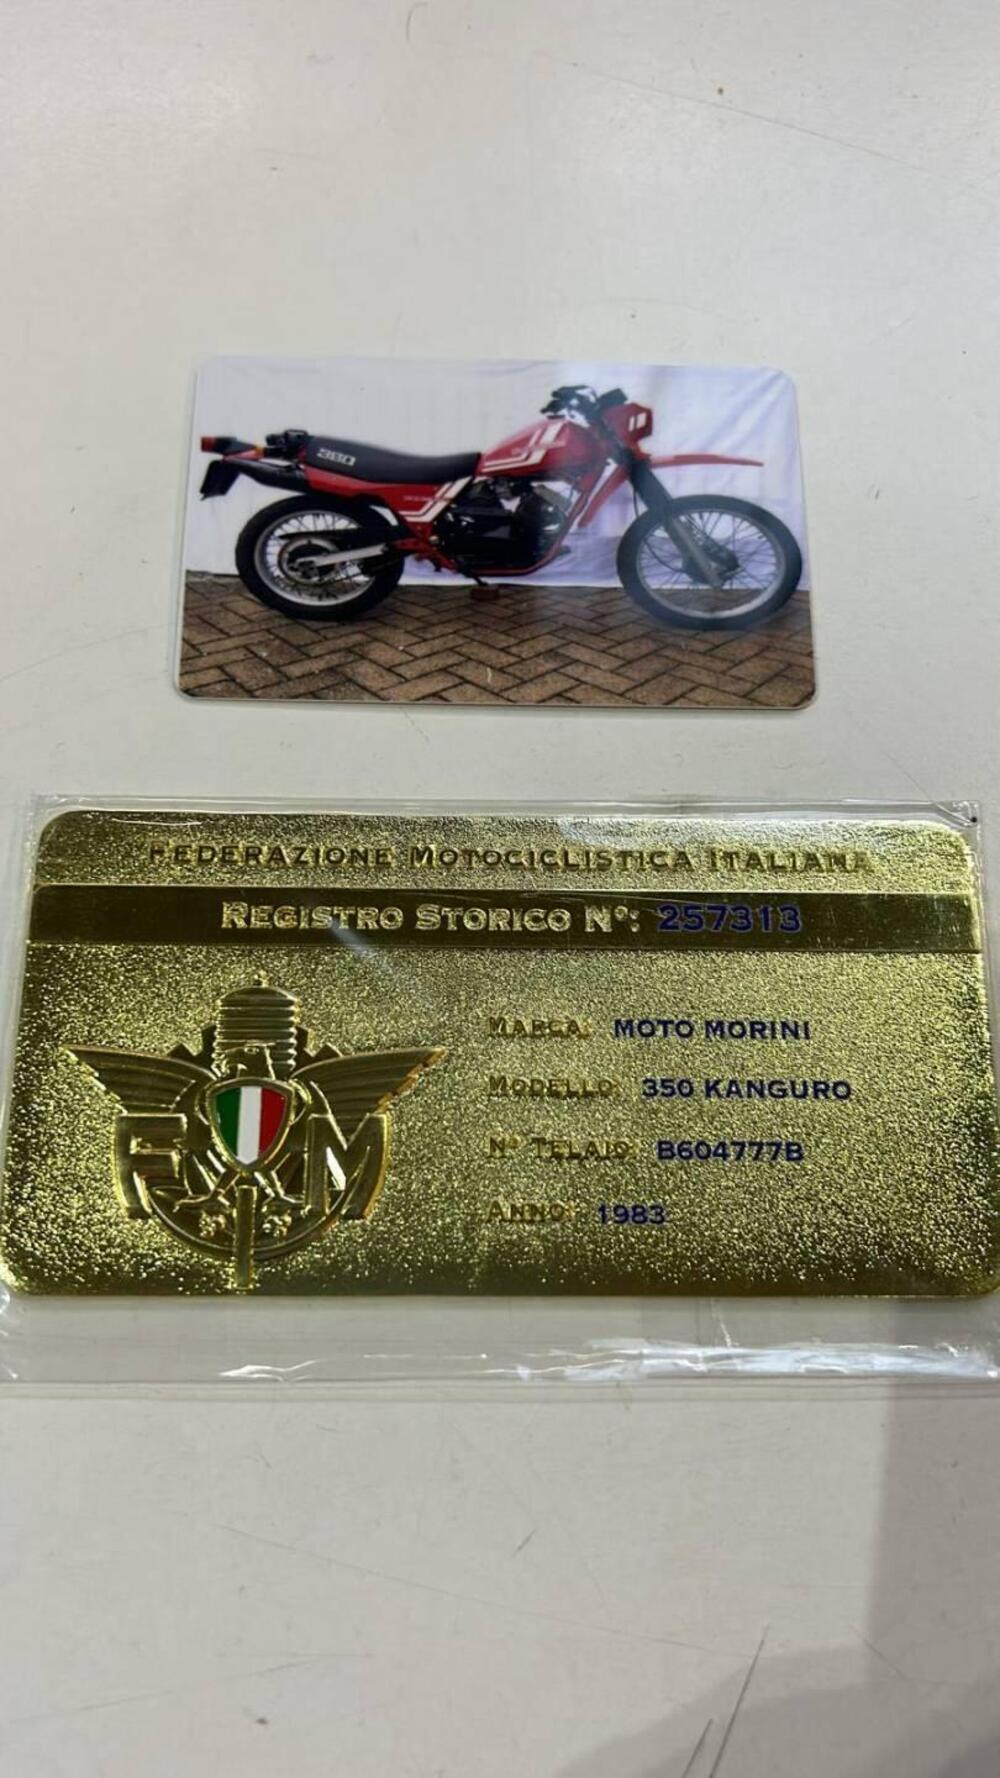 350
FEDERAZIONE MOTOCICLISTICA ITALIANA
REGISTRO STORICO N°: 257313
MARCA: MOTO MORINI
MODELLO: 350 KANGURO
N° TELAIO: B604777B
ANNO: 1983
F M